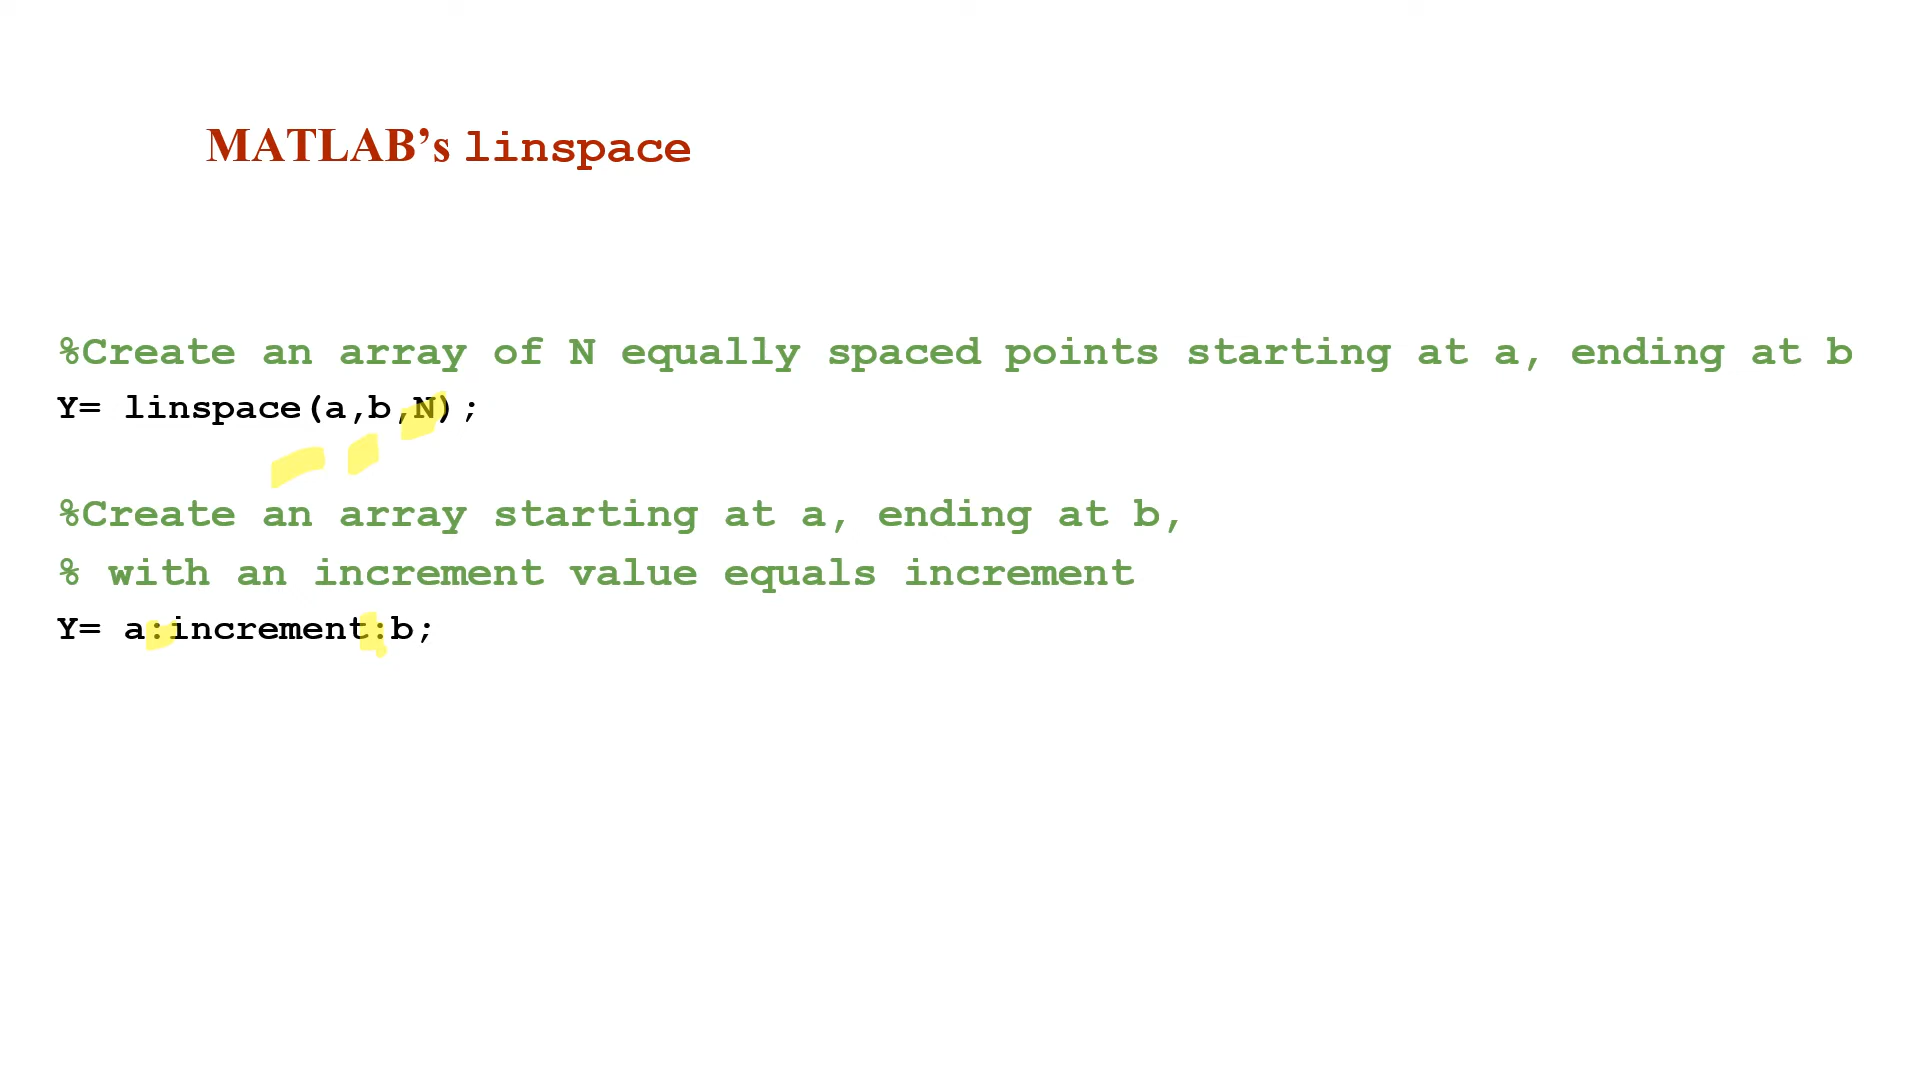 MATLAB’s linspace
%Create an array of N equally spaced points starting at a, ending at b
Y= linspace(a,b,N);
%Create an array starting at a, ending at b,
% with an increment value equals increment
Y= a:increment:b;